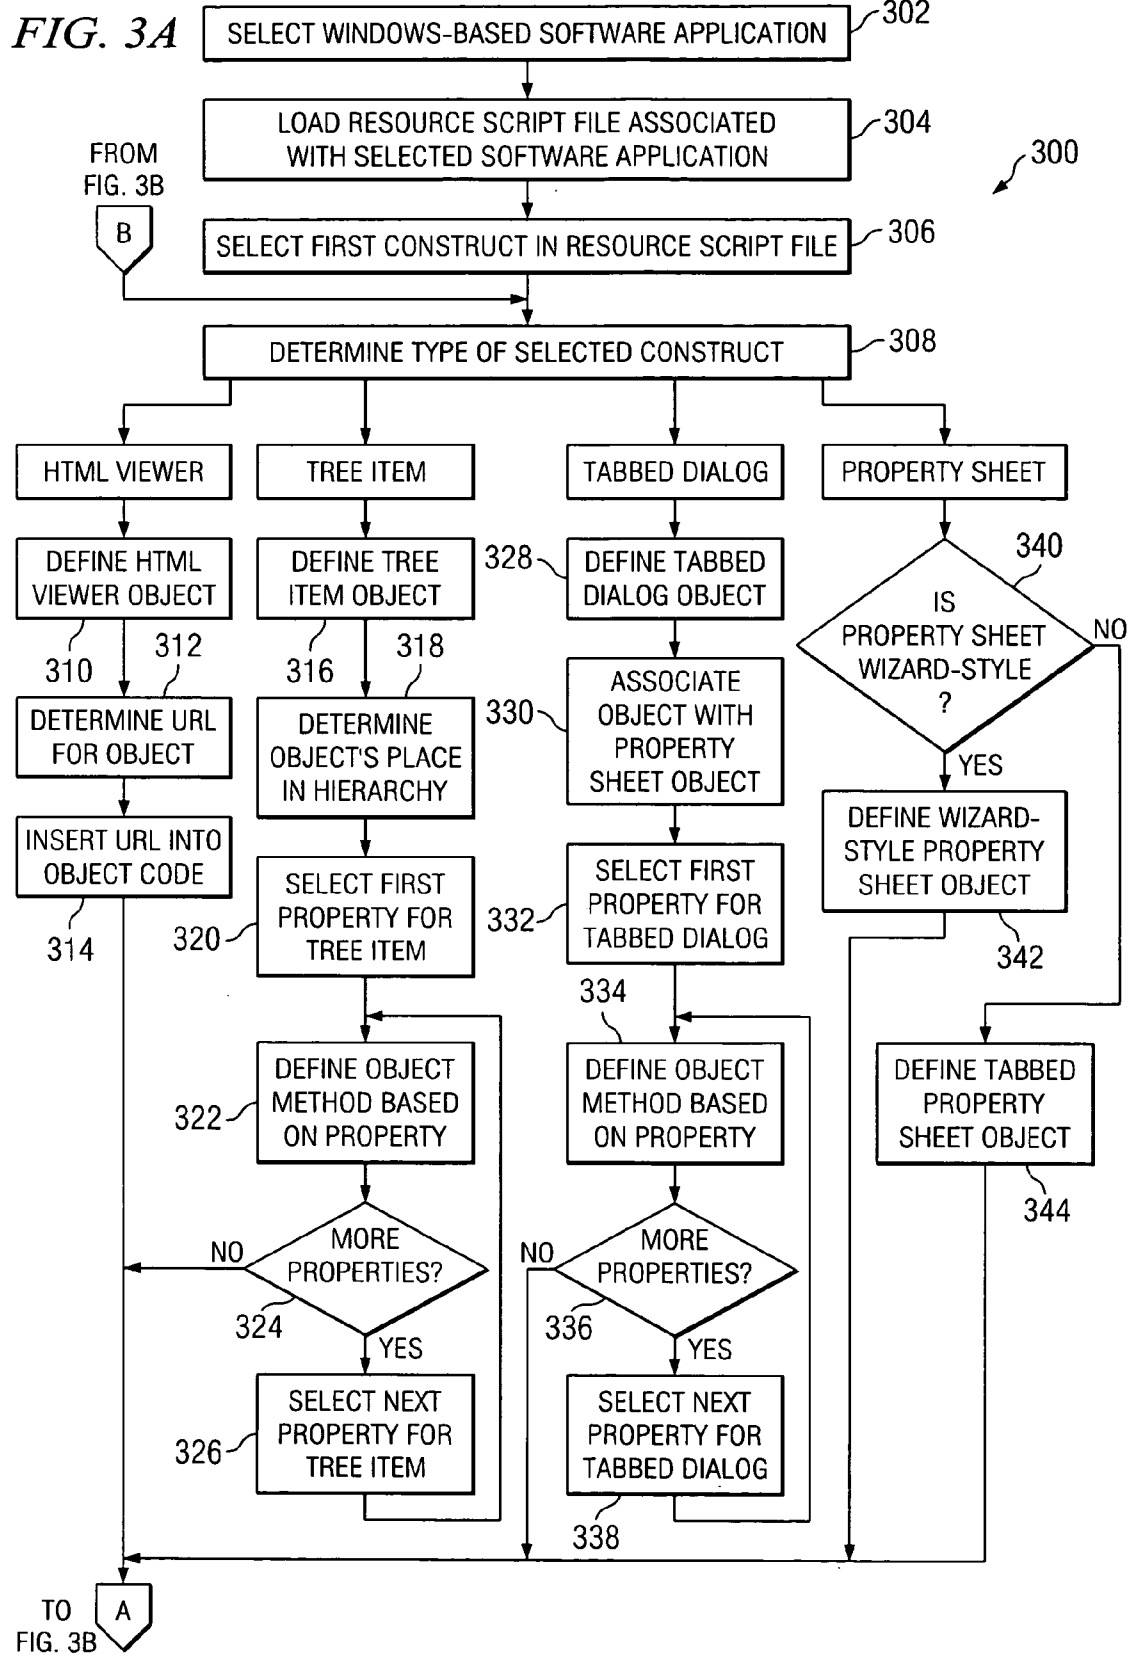 FIG. 3A
SELECT WINDOWS-BASED SOFTWARE APPLICATION
302
LOAD RESOURCE SCRIPT FILE ASSOCIATED
WITH SELECTED SOFTWARE APPLICATION
304
300
FROM
FIG. 3B
B
SELECT FIRST CONSTRUCT IN RESOURCE SCRIPT FILE
306
DETERMINE TYPE OF SELECTED CONSTRUCT
308
HTML VIEWER
DEFINE HTML
VIEWER OBJECT
310
312
DETERMINE URL
FOR OBJECT
INSERT URL INTO
OBJECT CODE
314
TREE ITEM
DEFINE TREE
ITEM OBJECT
316
318
DETERMINE
OBJECT'S PLACE
IN HIERARCHY
SELECT FIRST
PROPERTY FOR
TREE ITEM
320
DEFINE OBJECT
METHOD BASED
ON PROPERTY
322
MORE
PROPERTIES?
NO
324
YES
SELECT NEXT
PROPERTY FOR
TREE ITEM
326
TABBED DIALOG
328
DEFINE TABBED
DIALOG OBJECT
330
ASSOCIATE
OBJECT WITH
PROPERTY
SHEET OBJECT
332
SELECT FIRST
PROPERTY FOR
TABBED DIALOG
334
DEFINE OBJECT
METHOD BASED
ON PROPERTY
MORE
PROPERTIES?
NO
336
YES
SELECT NEXT
PROPERTY FOR
TABBED DIALOG
338
PROPERTY SHEET
340
IS
PROPERTY SHEET
WIZARD-STYLE
?
NO
YES
DEFINE WIZARD-
STYLE PROPERTY
SHEET OBJECT
342
DEFINE TABBED
PROPERTY
SHEET OBJECT
344
TO
FIG. 3B
A